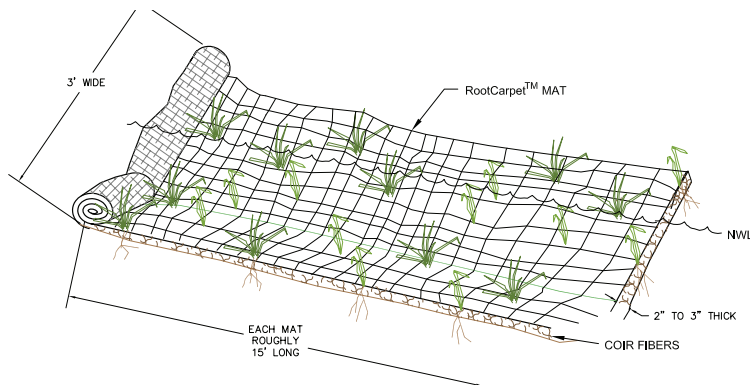 3' WIDE
RootCarpet™ MAT
NWL
2" TO 3" THICK
EACH MAT
ROUGHLY
15' LONG
COIR FIBERS